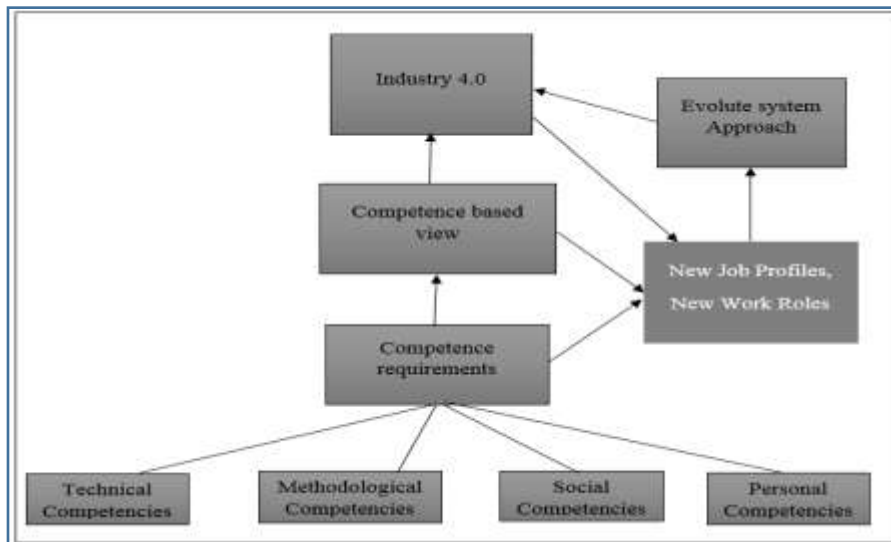 Industry 4.0
Evolute system
Approach
Competence based
view
New Job Profiles,
New Work Roles
Competence
requirements
Technical
Competencies
Methodological
Competencies
Social
Competencies
Personal
Competencies